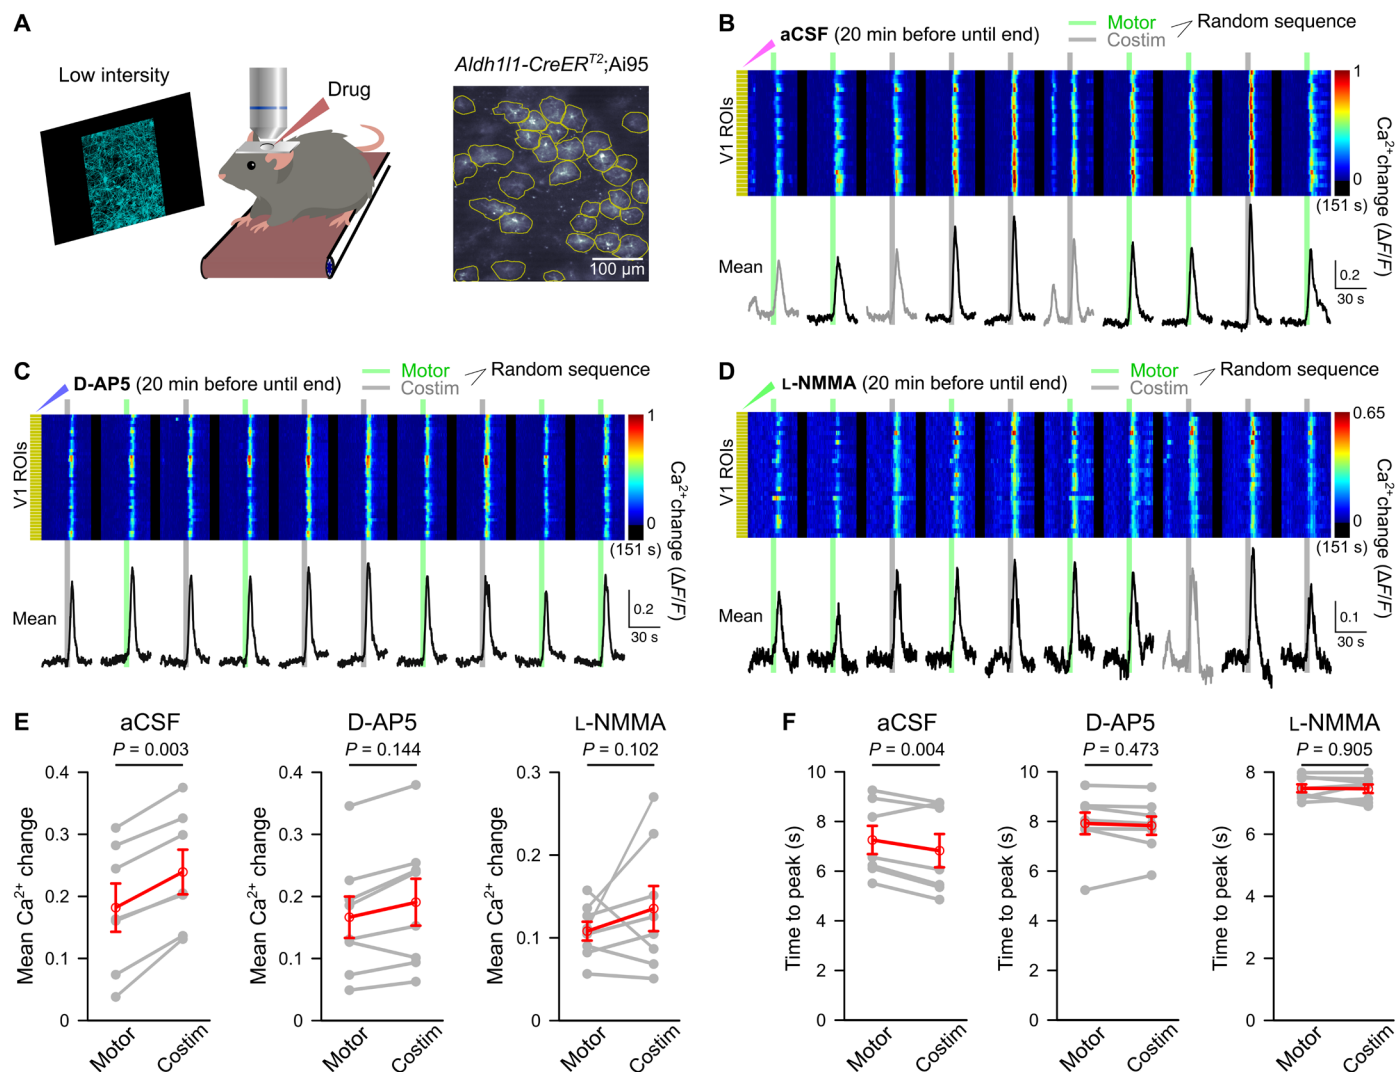 A
Low intersity
Drug
Aldh1l1-CreERT2;Ai95
100 µm
B
aCSF (20 min before until end)
Motor
Costim
Random sequence
V1 ROIs
1
0
(151 s)
Ca2+change (ΔF/F)
Mean
0.2
30 s
C
D-AP5 (20 min before until end)
Motor
Costim
Random sequence
V1 ROIs
1
0
(151 s)
Ca2+change (ΔF/F)
Mean
0.2
30 s
D
L-NMMA (20 min before until end)
Motor
Costim
Random sequence
V1 ROIs
0.65
0
(151 s)
Ca2+change (ΔF/F)
Mean
0.1
30 s
E
aCSF
P = 0.003
Mean Ca2+ change
0.4
0.3
0.2
0.1
0
Motor
Costim
D-AP5
P = 0.144
Mean Ca2+ change
0.4
0.3
0.2
0.1
0
Motor
Costim
L-NMMA
P = 0.102
Mean Ca2+ change
0.3
0.2
0.1
0
Motor
Costim
F
aCSF
P = 0.004
Time to peak (s)
10
8
6
4
2
0
Motor
Costim
D-AP5
P = 0.473
Time to peak (s)
10
8
6
4
2
0
Motor
Costim
L-NMMA
P = 0.905
Time to peak (s)
8
6
4
2
0
Motor
Costim